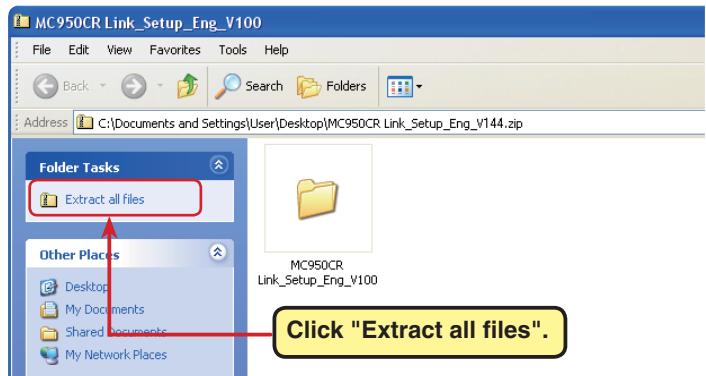 MC950CR Link_Setup_Eng_V100
File Edit View Favorites Tools Help
Back Search Folders
Address C:\Documents and Settings\User\Desktop\MC950CR Link_Setup_Eng_V144.zip
Folder Tasks
Extract all files
Other Places
Desktop
My Documents
Shared Documents
My Network Places
MC950CR
Link_Setup_Eng_V100
Click "Extract all files".